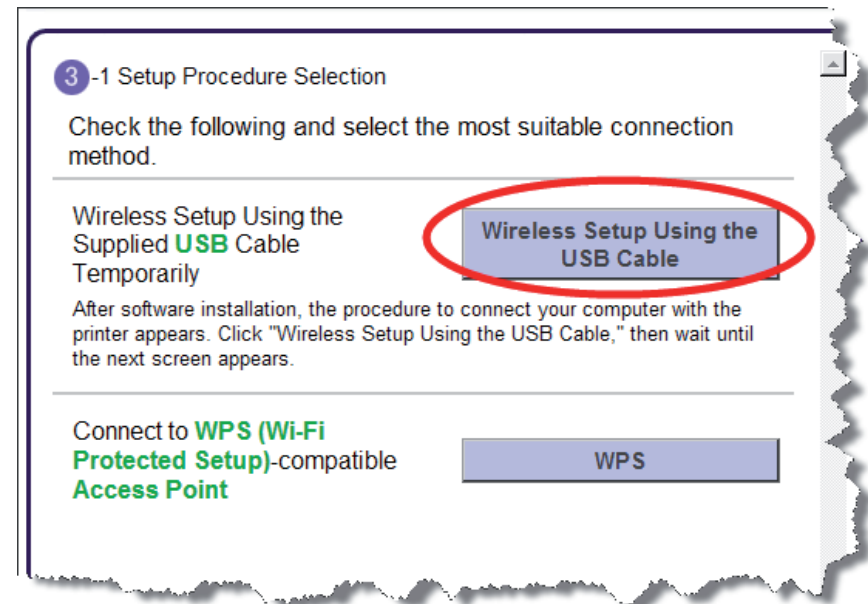 3 -1 Setup Procedure Selection
Check the following and select the most suitable connection
method.
Wireless Setup Using the
Supplied USB Cable
Temporarily
Wireless Setup Using the
USB Cable
After software installation, the procedure to connect your computer with the
printer appears. Click "Wireless Setup Using the USB Cable," then wait until
the next screen appears.
Connect to WPS (Wi-Fi
Protected Setup)-compatible
Access Point
WPS